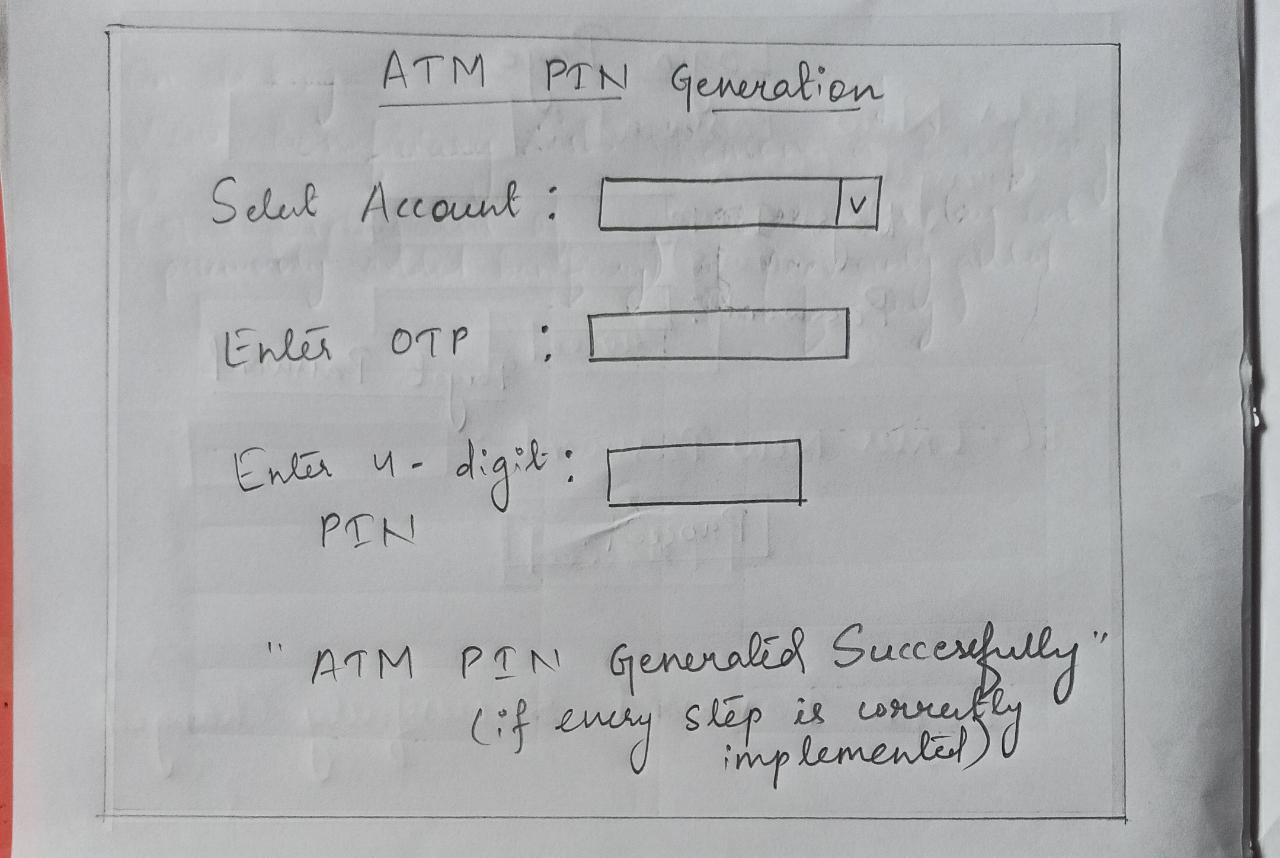 ATM PIN Generation
Select Account :
V
Enter OTP :
Enter 4-digit :
PIN
" ATM PIN Generated Successfully "
(if every step is correctly
implemented)